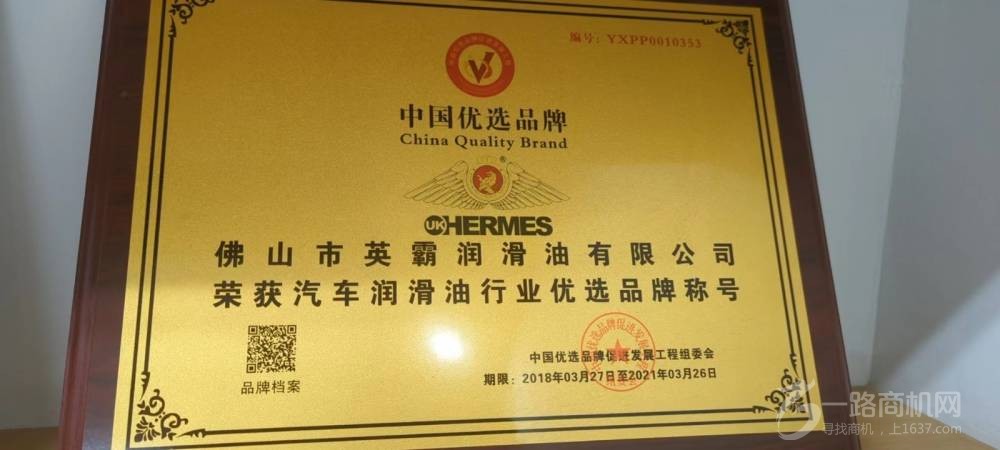 编号：YXPP0010353
中国优选品牌
China Quality Brand
®
UK HERMES
佛山市英霸润滑油有限公司
荣获汽车润滑油行业优选品牌称号
品牌档案
中国优选品牌促进发展工程组委会
期限：2018年03月27日至2021年03月26日
一路商机网
寻找商机，上1637.com